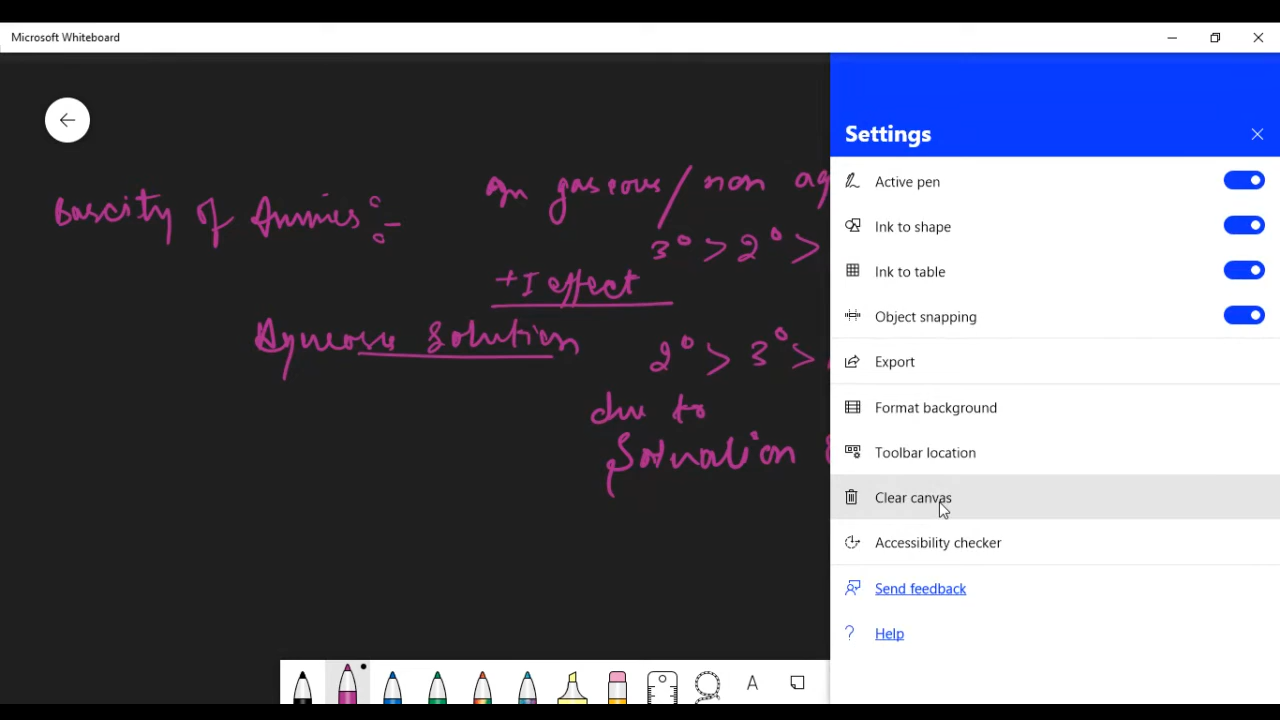 Microsoft Whiteboard
Settings
Active pen
Ink to shape
Ink to table
Object snapping
Export
Format background
Toolbar location
Clear canvas
Accessibility checker
Send feedback
? Help
Bascity of Amines :-
In gaseous / non aq
3° > 2° >
+I effect
Aqueous Solution
2° > 3° >
due to
Solvation
A